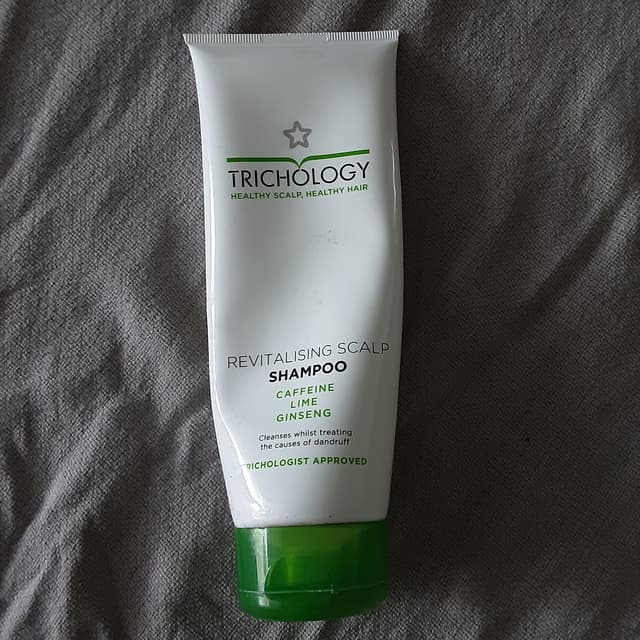 TRICHOLOGY
HEALTHY SCALP, HEALTHY HAIR
REVITALISING SCALP
SHAMPOO
CAFFEINE
LIME
GINSENG
Cleanses whilst treating
the causes of dandruff
TRICHOLOGIST APPROVED